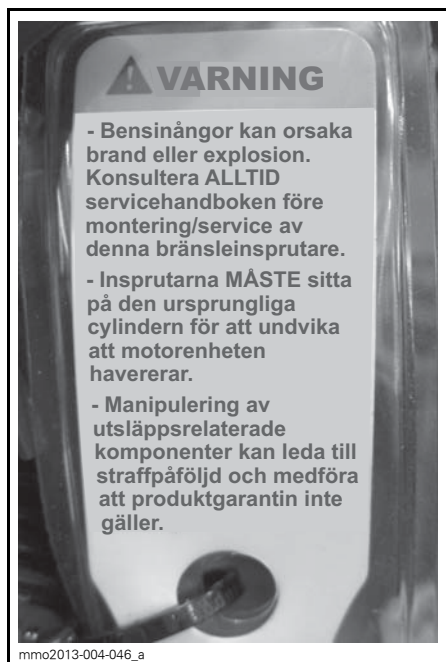 VARNING
- Bensinångor kan orsaka
brand eller explosion.
Konsultera ALLTID
servicehandboken före
montering/service av
denna bränsleinsprutare.
- Insprutarna MÅSTE sitta
på den ursprungliga
cylindern för att undvika
att motorenheten
havererar.
- Manipulering av
utsläppsrelaterade
komponenter kan leda till
straffpåföljd och medföra
att produktgarantin inte
gäller.
mmo2013-004-046_a